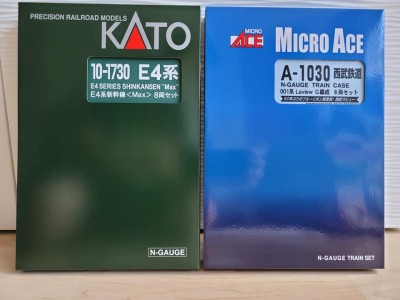 PRECISION RAILROAD MODELS
KATO
10-1730 E4系
E4 SERIES SHINKANSEN "Max"
E4系新幹線<Max> 8両セット
N-GAUGE
MICRO
ACE
MICRO ACE
A-1030 西武鉄道
N-GAUGE TRAIN CASE
001系 Laview G編成 8両セット
N-GAUGE TRAIN SET